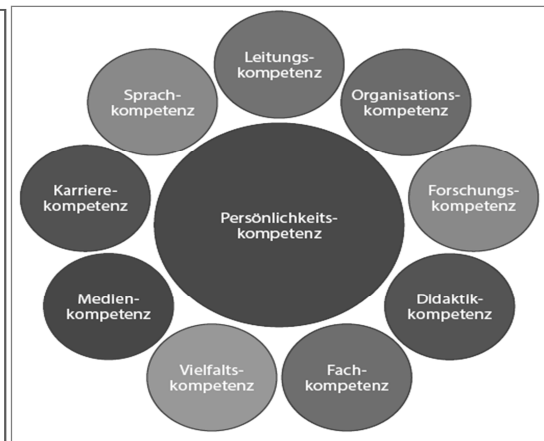 Leitungs-
kompetenz
Organisations-
kompetenz
Forschungs-
kompetenz
Didaktik-
kompetenz
Fach-
kompetenz
Vielfalts-
kompetenz
Medien-
kompetenz
Karriere-
kompetenz
Sprach-
kompetenz
Persönlichkeits-
kompetenz